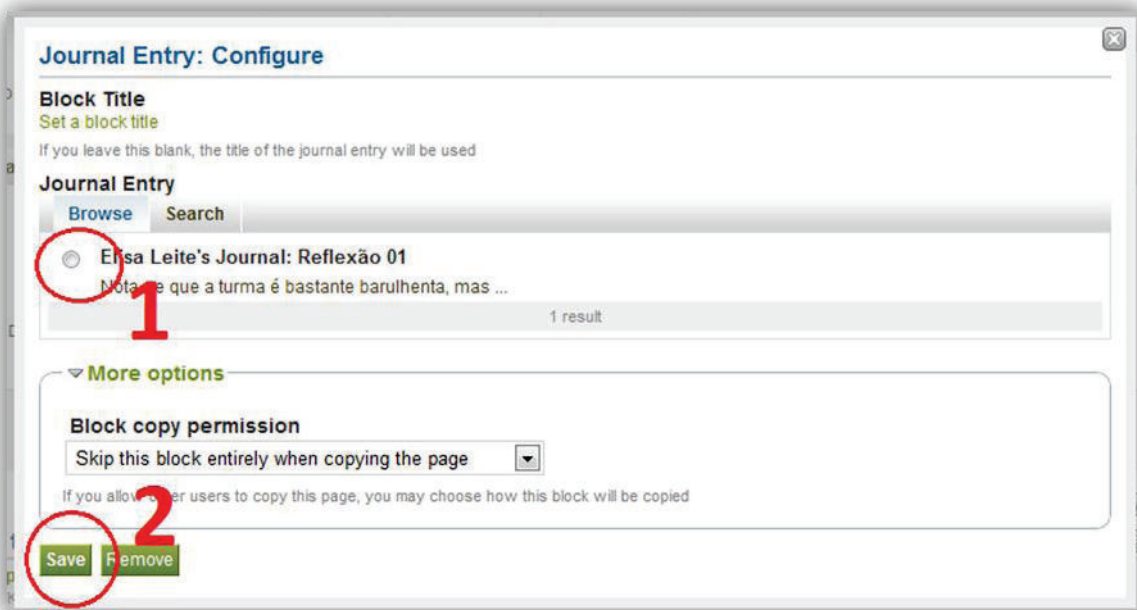 Journal Entry: Configure
Block Title
Set a block title
If you leave this blank, the title of the journal entry will be used
Journal Entry
Browse Search
Elisa Leite's Journal: Reflexão 01
Nota-se que a turma é bastante barulhenta, mas ...
1
1 result
More options
Block copy permission
Skip this block entirely when copying the page
If you allow other users to copy this page, you may choose how this block will be copied
2
Save Remove